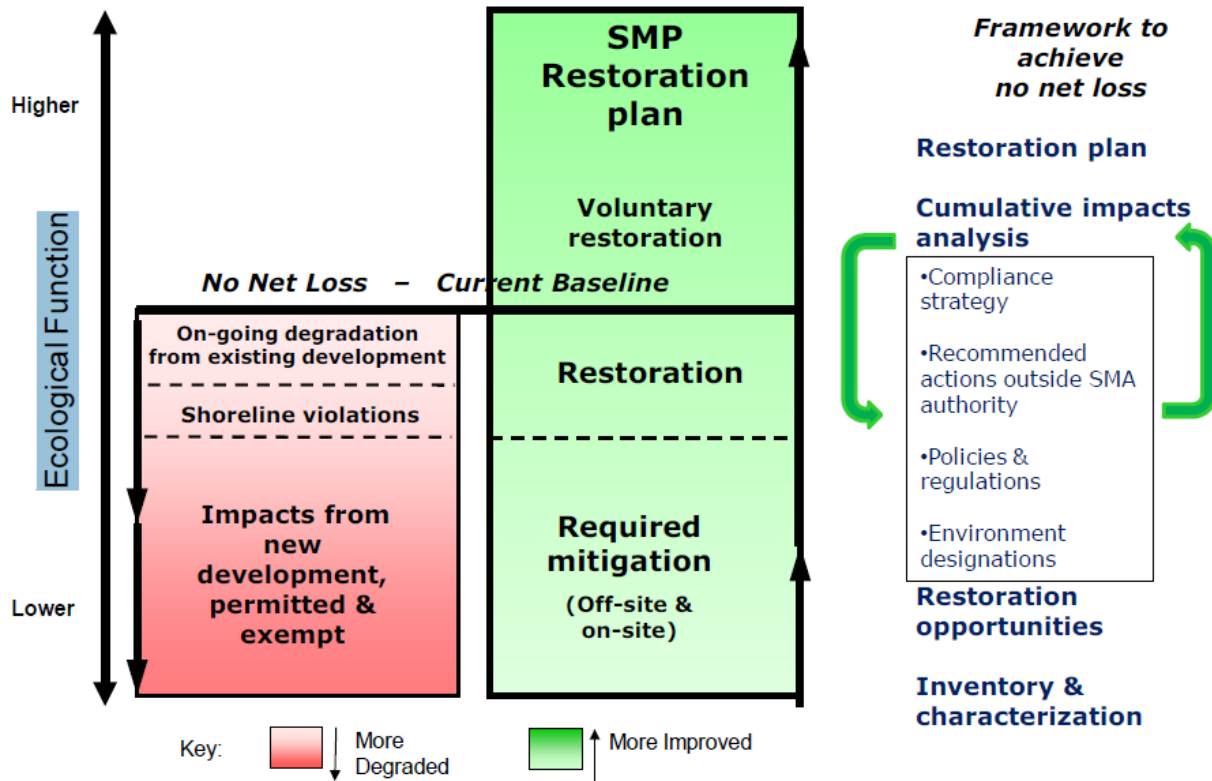 Higher
Ecological Function
Lower
SMP
Restoration
plan
Voluntary
restoration
No Net Loss – Current Baseline
On-going degradation
from existing development
Shoreline violations
Impacts from
new
development,
permitted &
exempt
Restoration
Required
mitigation
(Off-site &
on-site)
Framework to
achieve
no net loss
Restoration plan
Cumulative impacts
analysis
•Compliance
strategy
•Recommended
actions outside SMA
authority
•Policies &
regulations
•Environment
designations
Restoration
opportunities
Inventory &
characterization
Key:
More
Degraded
More Improved